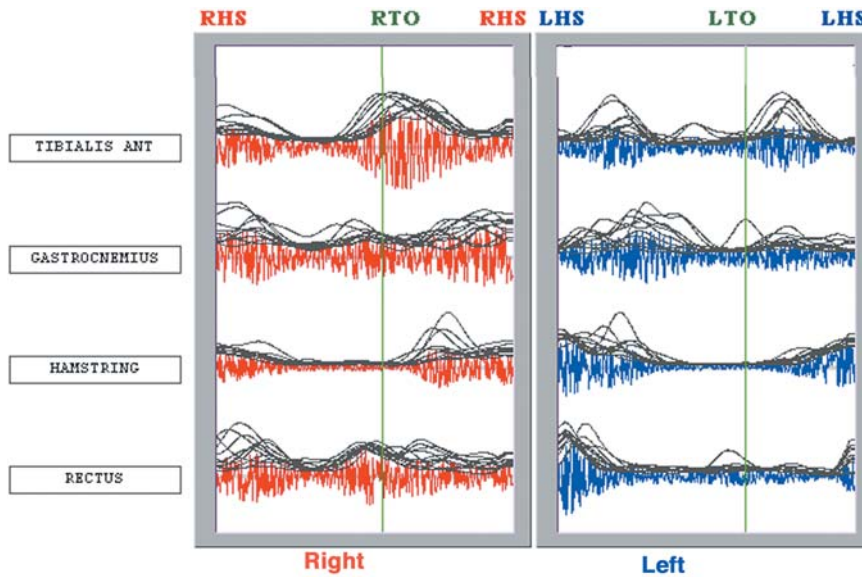 RHS RTO RHS LHS LTO LHS
TIBIALIS ANT
GASTROCNEMIUS
HAMSTRING
RECTUS
Right Left